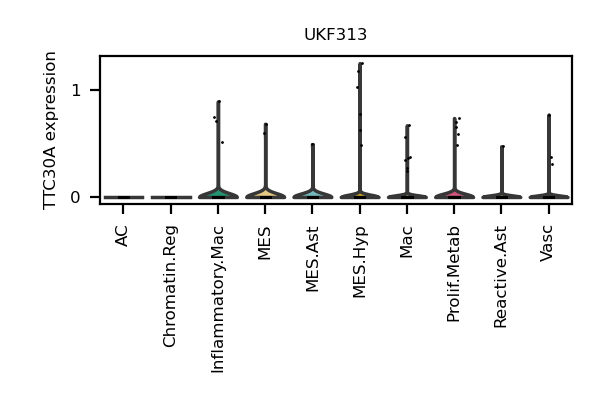 UKF313
TTC30A expression
1
0
AC
Chromatin.Reg
Inflammatory.Mac
MES
MES.Ast
MES.Hyp
Mac
Prolif.Metab
Reactive.Ast
Vasc